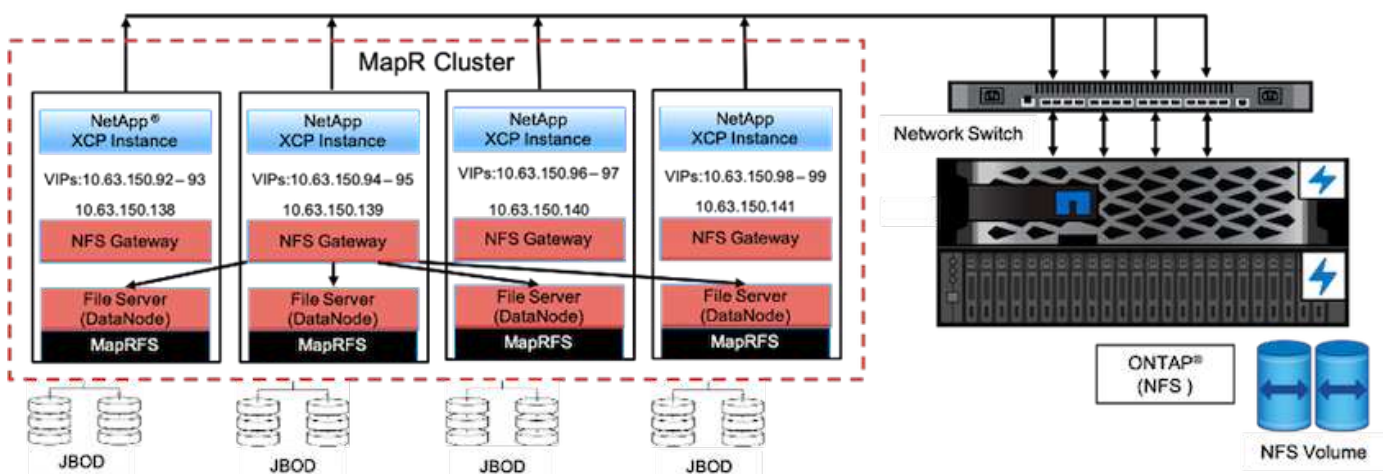 MapR Cluster
NetApp®
XCP Instance
VIPs:10.63.150.92–93
10.63.150.138
NFS Gateway
File Server
(DataNode)
MapRFS
JBOD
NetApp
XCP Instance
VIPs:10.63.150.94–95
10.63.150.139
NFS Gateway
File Server
(DataNode)
MapRFS
JBOD
NetApp
XCP Instance
VIPs:10.63.150.96–97
10.63.150.140
NFS Gateway
File Server
(DataNode)
MapRFS
JBOD
NetApp
XCP Instance
VIPs:10.63.150.98–99
10.63.150.141
NFS Gateway
File Server
(DataNode)
MapRFS
JBOD
Network Switch
ONTAP®
(NFS )
NFS Volume